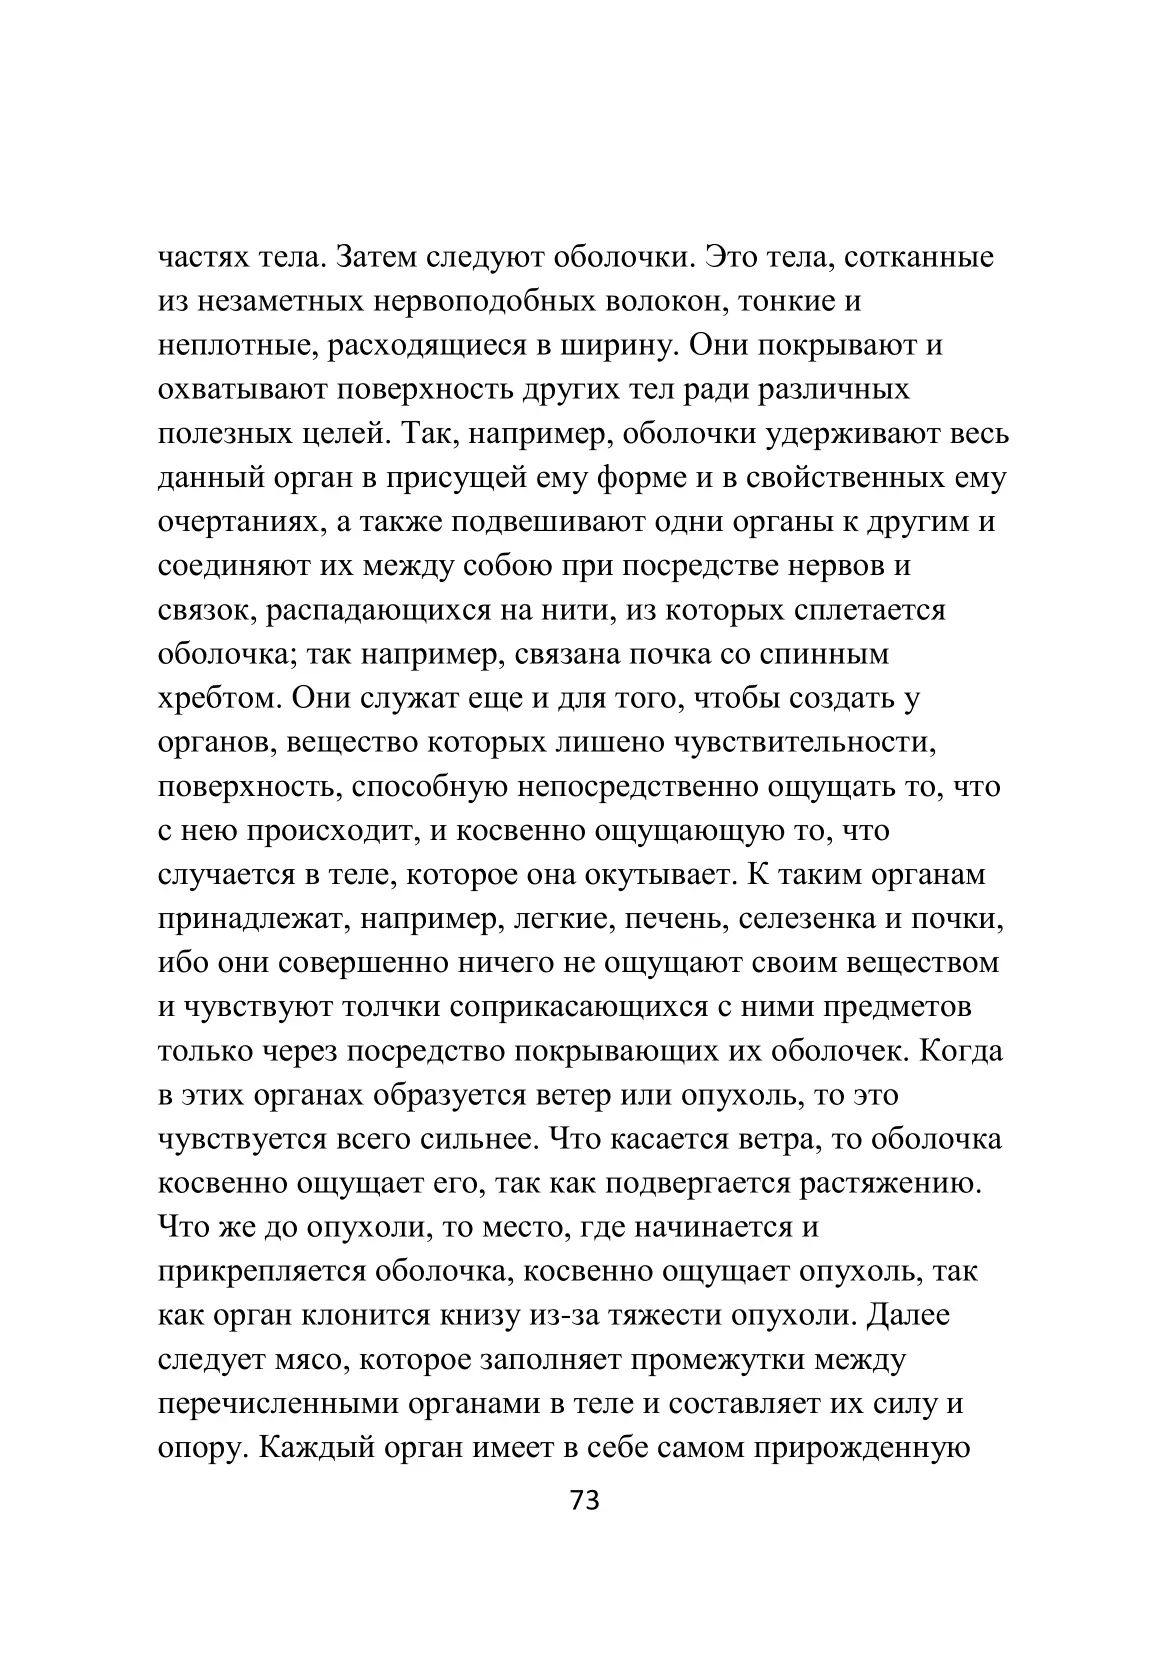 частях тела. Затем следуют оболочки. Это тела, сотканные
из незаметных нервоподобных волокон, тонкие и
неплотные, расходящиеся в ширину. Они покрывают и
охватывают поверхность других тел ради различных
полезных целей. Так, например, оболочки удерживают весь
данный орган в присущей ему форме и в свойственных ему
очертаниях, а также подвешивают одни органы к другим и
соединяют их между собою при посредстве нервов и
связок, распадающихся на нити, из которых сплетается
оболочка; так например, связана почка со спинным
хребтом. Они служат еще и для того, чтобы создать у
органов, вещество которых лишено чувствительности,
поверхность, способную непосредственно ощущать то, что
с нею происходит, и косвенно ощущающую то, что
случается в теле, которое она окутывает. К таким органам
принадлежат, например, легкие, печень, селезенка и почки,
ибо они совершенно ничего не ощущают своим веществом
и чувствуют толчки соприкасающихся с ними предметов
только через посредство покрывающих их оболочек. Когда
в этих органах образуется ветер или опухоль, то это
чувствуется всего сильнее. Что касается ветра, то оболочка
косвенно ощущает его, так как подвергается растяжению.
Что же до опухоли, то место, где начинается и
прикрепляется оболочка, косвенно ощущает опухоль, так
как орган клонится книзу из-за тяжести опухоли. Далее
следует мясо, которое заполняет промежутки между
перечисленными органами в теле и составляет их силу и
опору. Каждый орган имеет в себе самом прирожденную
73